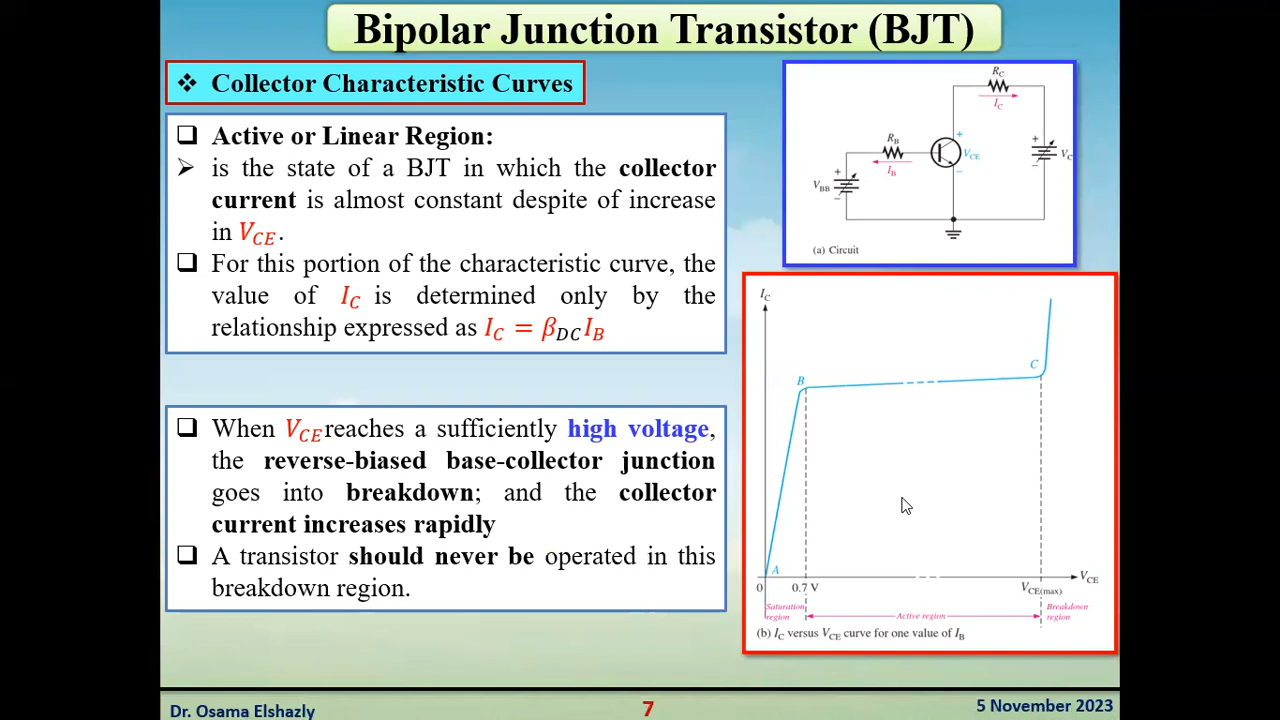 Bipolar Junction Transistor (BJT)
❖ Collector Characteristic Curves
❑ Active or Linear Region:
➢ is the state of a BJT in which the collector
current is almost constant despite of increase
in V_CE.
❑ For this portion of the characteristic curve, the
value of I_C is determined only by the
relationship expressed as I_C = β_DC I_B
❑ When V_CE reaches a sufficiently high voltage,
the reverse-biased base-collector junction
goes into breakdown; and the collector
current increases rapidly
❑ A transistor should never be operated in this
breakdown region.
R_C
I_C
R_B
+
V_CE
–
I_B
+
V_BB
–
+
V_C
–
(a) Circuit
I_C
B
C
A
0
0.7 V
V_CE(max)
V_CE
Saturation
region
Active region
Breakdown
region
(b) I_C versus V_CE curve for one value of I_B
Dr. Osama Elshazly
7
5 November 2023